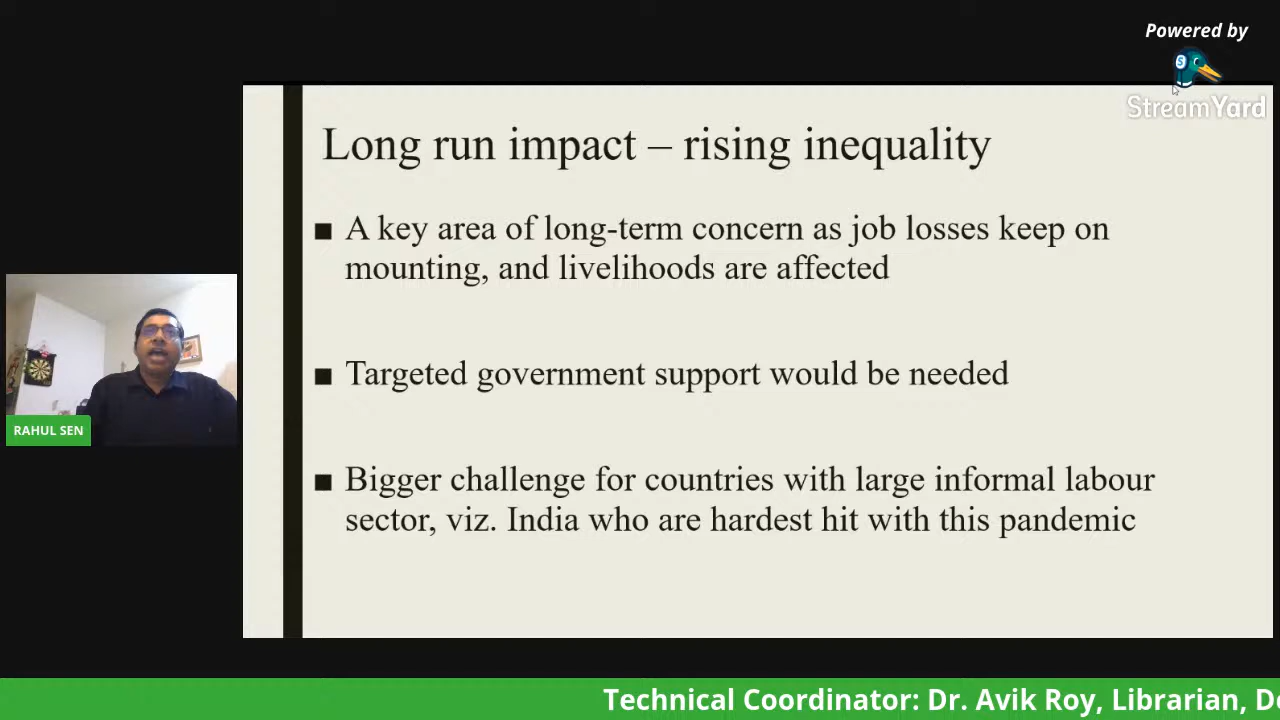 Powered by
StreamYard
Long run impact – rising inequality
■ A key area of long-term concern as job losses keep on
mounting, and livelihoods are affected
■ Targeted government support would be needed
■ Bigger challenge for countries with large informal labour
sector, viz. India who are hardest hit with this pandemic
RAHUL SEN
Technical Coordinator: Dr. Avik Roy, Librarian,